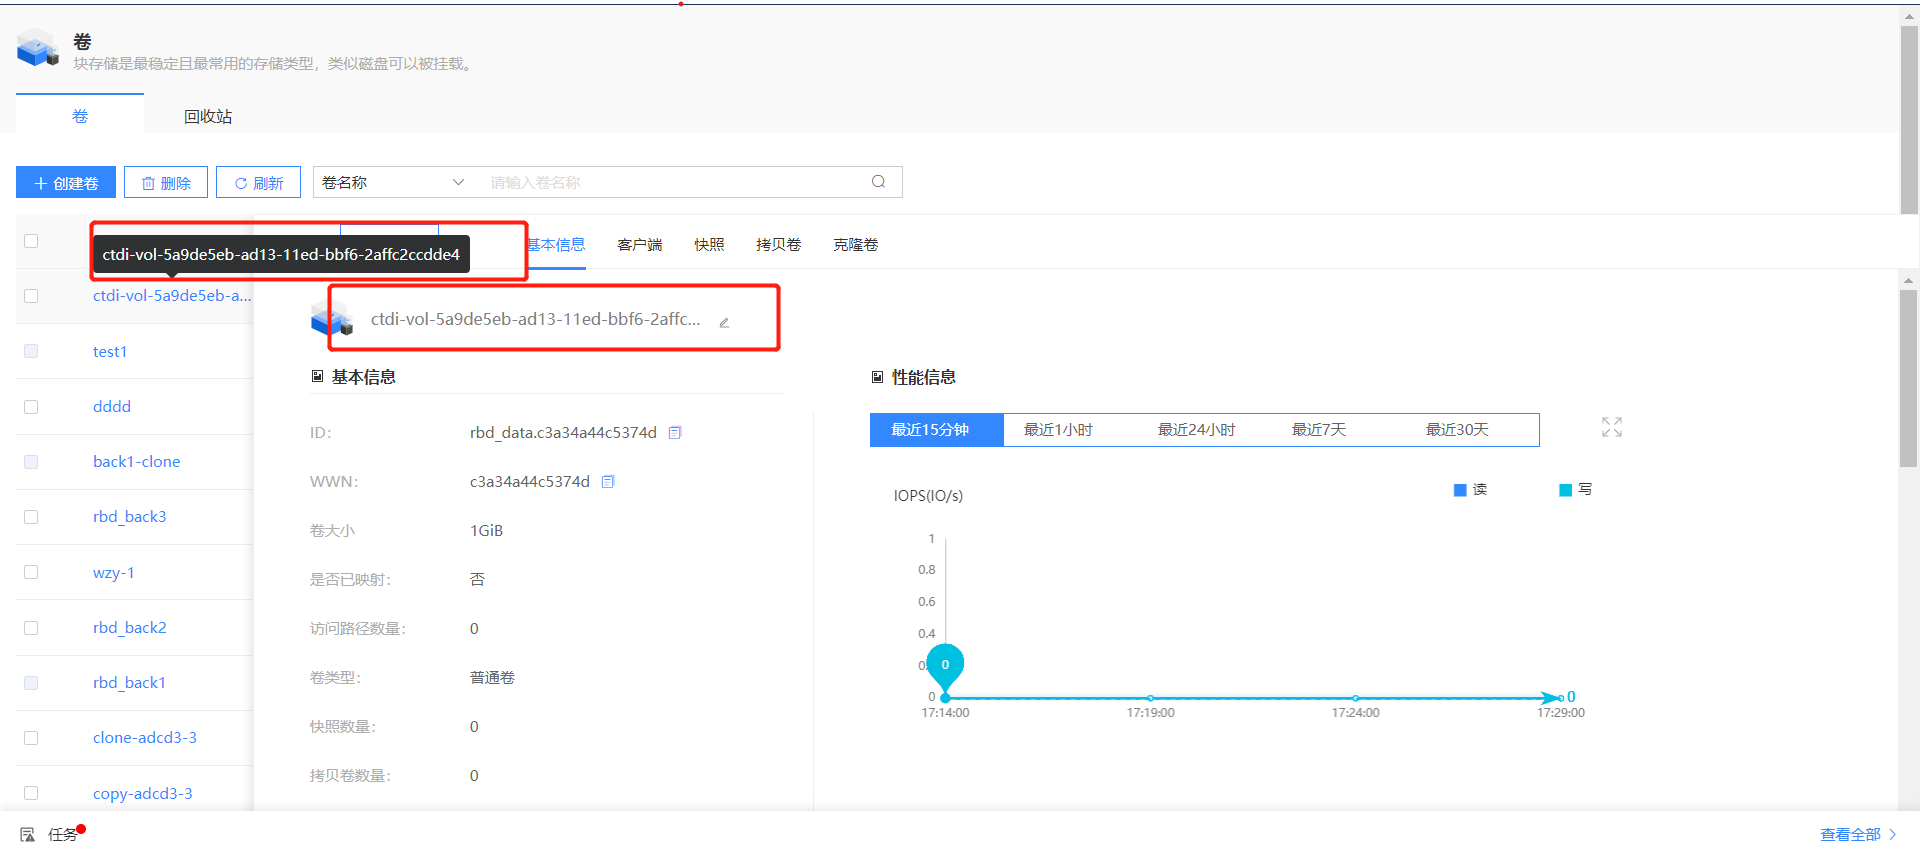 卷
块存储是最稳定且最常用的存储类型，类似磁盘可以被挂载。
卷 回收站
创建卷 删除 刷新 卷名称 请输入卷名称
ctdi-vol-5a9de5eb-ad13-11ed-bbf6-2affc2ccdde4
基本信息 客户端 快照 拷贝卷 克隆卷
ctdi-vol-5a9de5eb-a...
test1
dddd
back1-clone
rbd_back3
wzy-1
rbd_back2
rbd_back1
clone-adcd3-3
copy-adcd3-3
ctdi-vol-5a9de5eb-ad13-11ed-bbf6-2affc...
基本信息
ID: rbd_data.c3a34a44c5374d
WWN: c3a34a44c5374d
卷大小 1GiB
是否已映射: 否
访问路径数量: 0
卷类型: 普通卷
快照数量: 0
拷贝卷数量: 0
性能信息
最近15分钟 最近1小时 最近24小时 最近7天 最近30天
IOPS(IO/s) 读 写
1
0.8
0.6
0.4
0
0 0
17:14:00 17:19:00 17:24:00 17:29:00
任务 查看全部